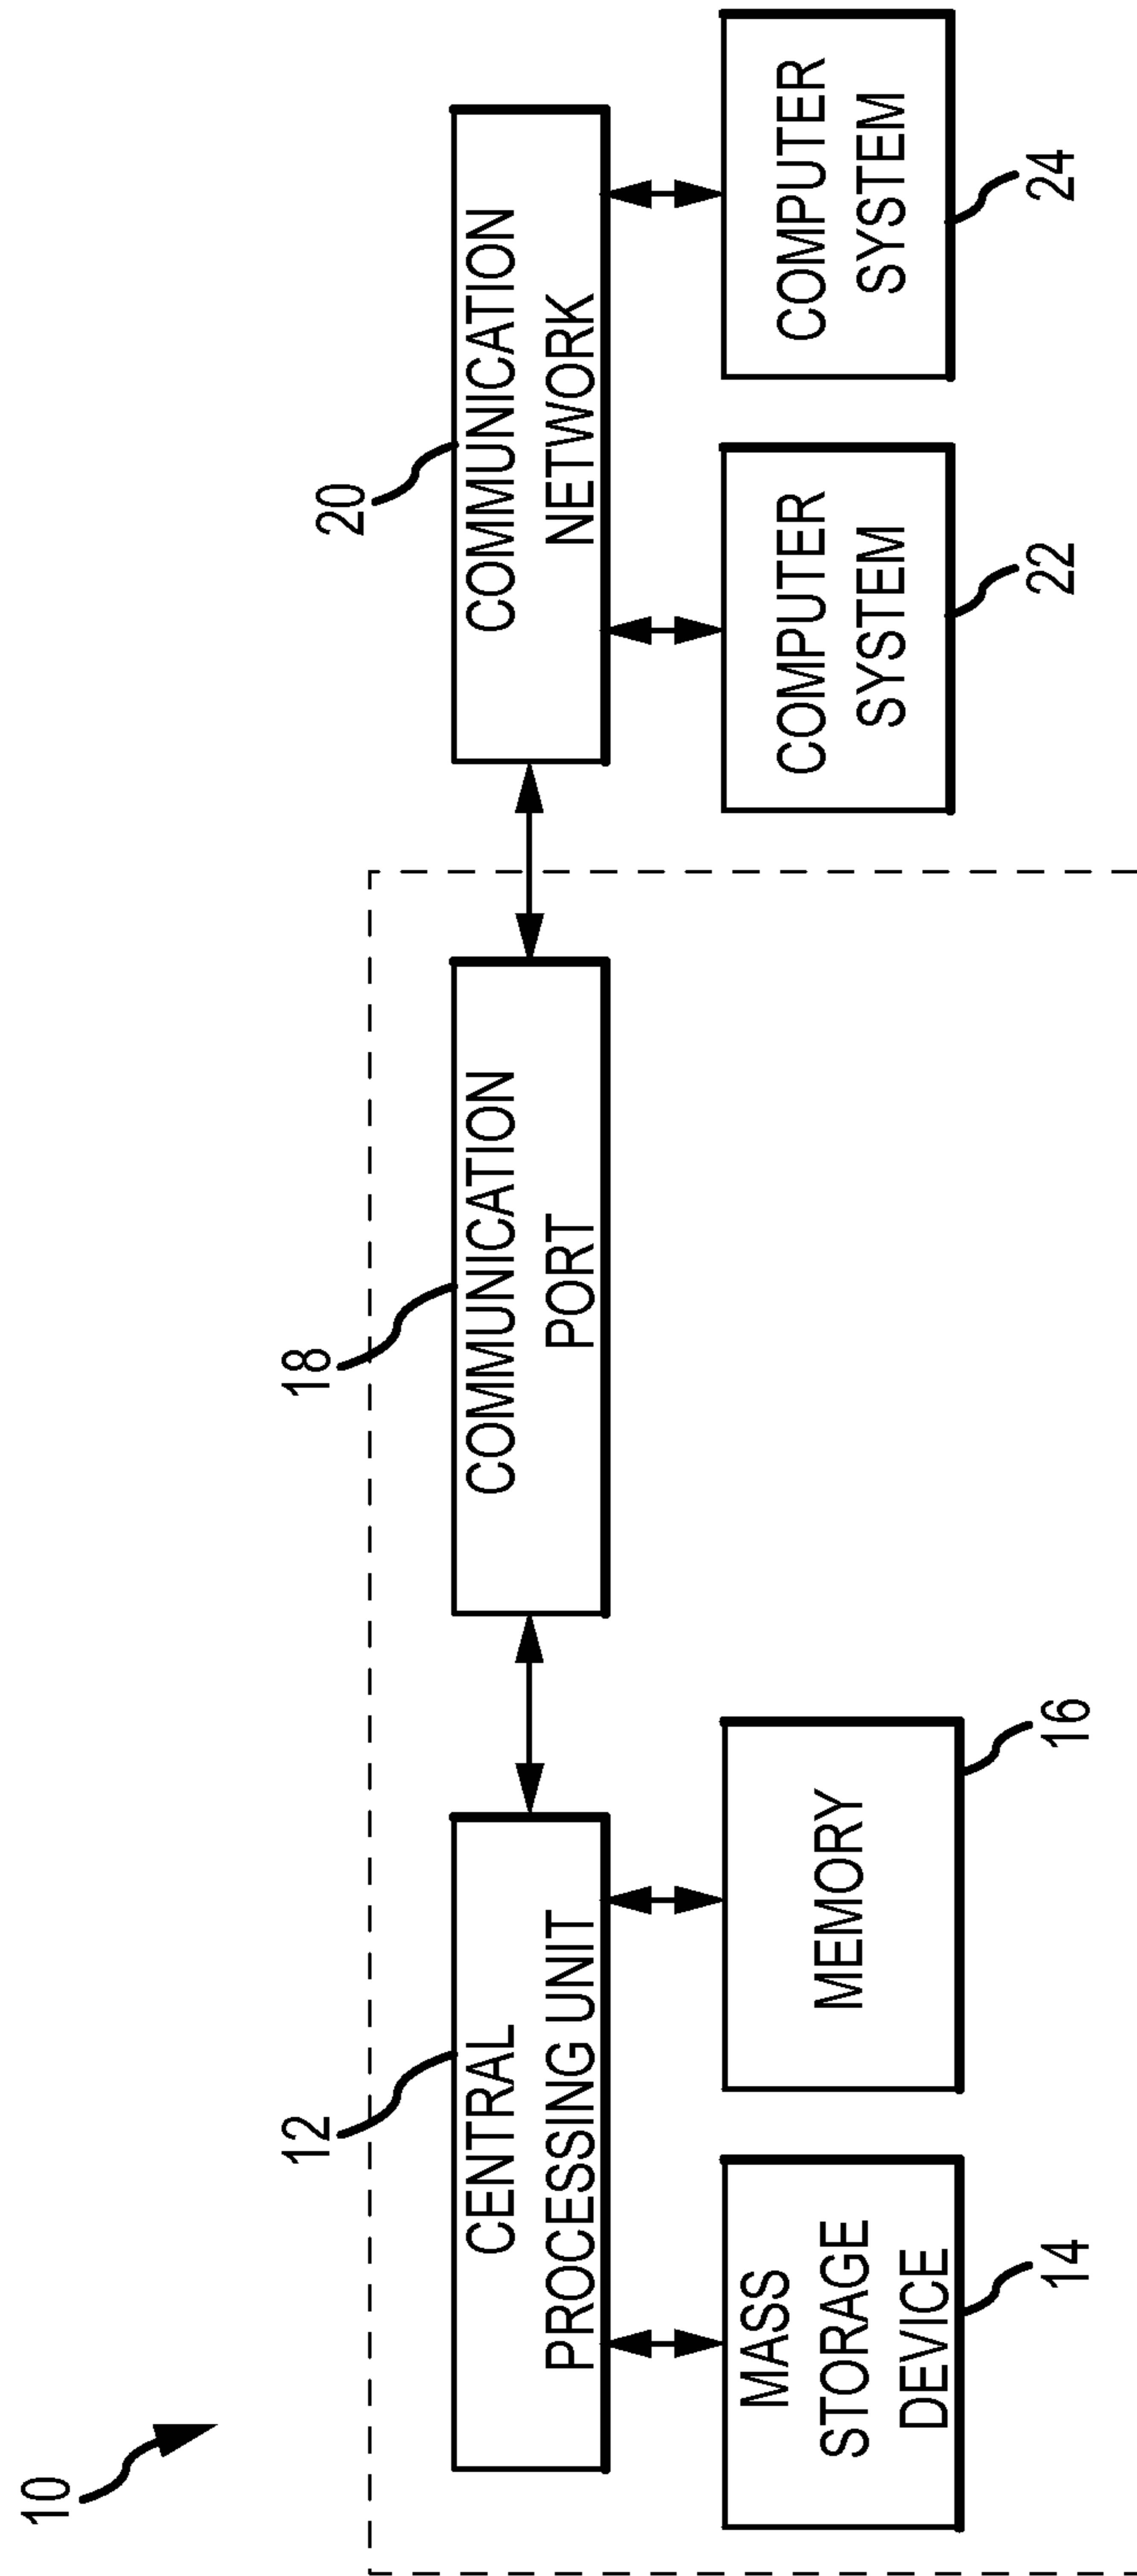 10
12
CENTRAL
PROCESSING UNIT
18
COMMUNICATION
PORT
20
COMMUNICATION
NETWORK
MASS
STORAGE
DEVICE
14
MEMORY
16
COMPUTER
SYSTEM
22
COMPUTER
SYSTEM
24